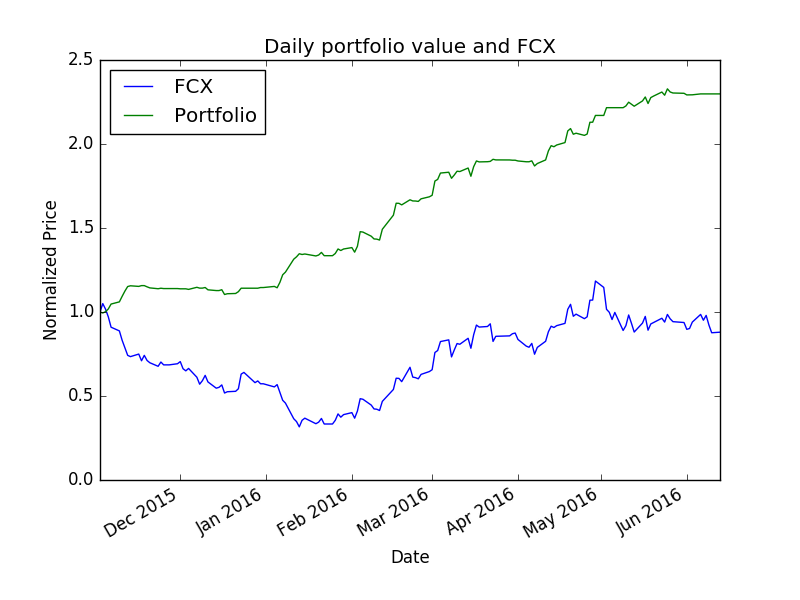 Daily portfolio value and FCX
2.5
2.0
1.5
1.0
0.5
0.0
Normalized Price
FCX
Portfolio
Dec 2015
Jan 2016
Feb 2016
Mar 2016
Apr 2016
May 2016
Jun 2016
Date